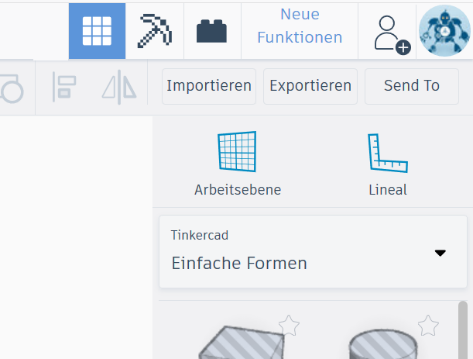 Neue
Funktionen
Importieren
Exportieren
Send To
Arbeitsebene
Lineal
Tinkercad
Einfache Formen